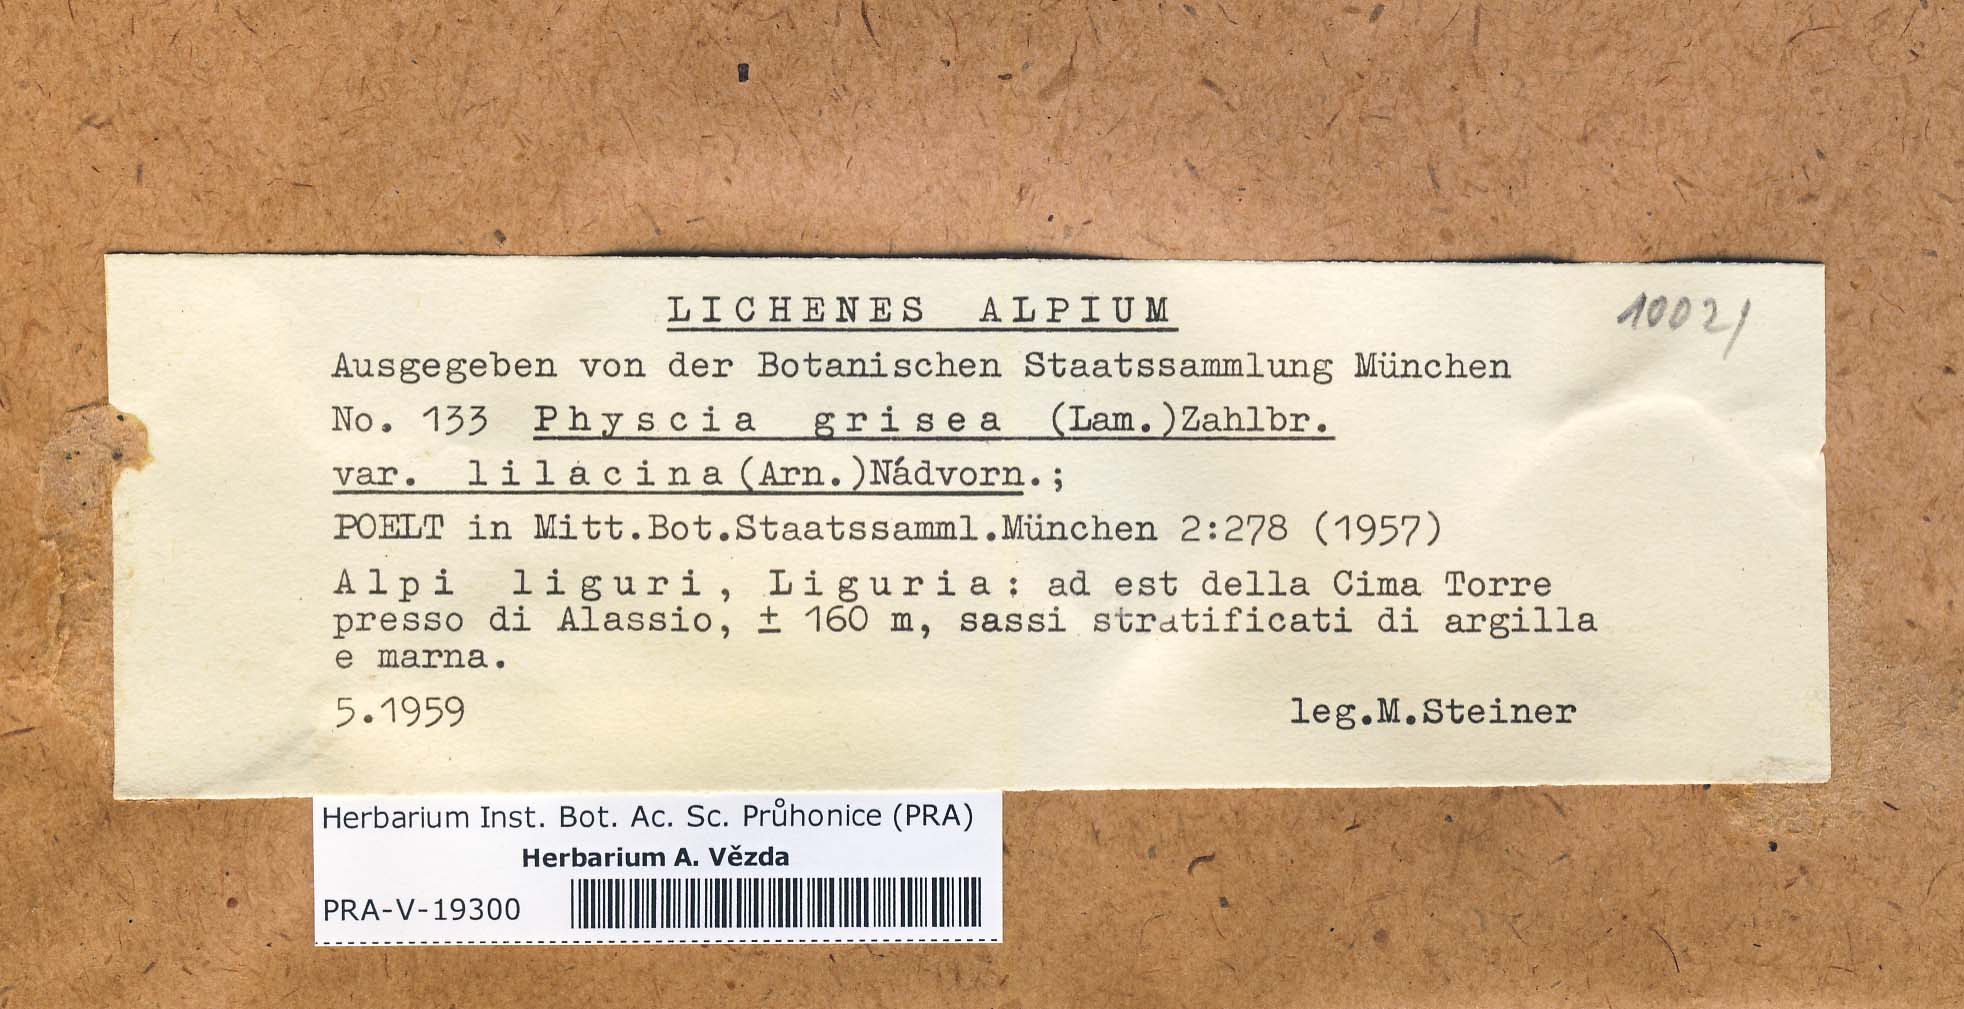 LICHENES ALPIUM
10021
Ausgegeben von der Botanischen Staatssammlung München
No. 133 Physcia grisea (Lam.)Zahlbr.
var. lilacina(Arn.)Nádvorn.;
POELT in Mitt.Bot.Staatssamml.München 2:278 (1957)
Alpi liguri, Liguria: ad est della Cima Torre
presso di Alassio, ± 160 m, sassi stratificati di argilla
e marna.
5.1959 leg.M.Steiner
Herbarium Inst. Bot. Ac. Sc. Průhonice (PRA)
Herbarium A. Vězda
PRA-V-19300